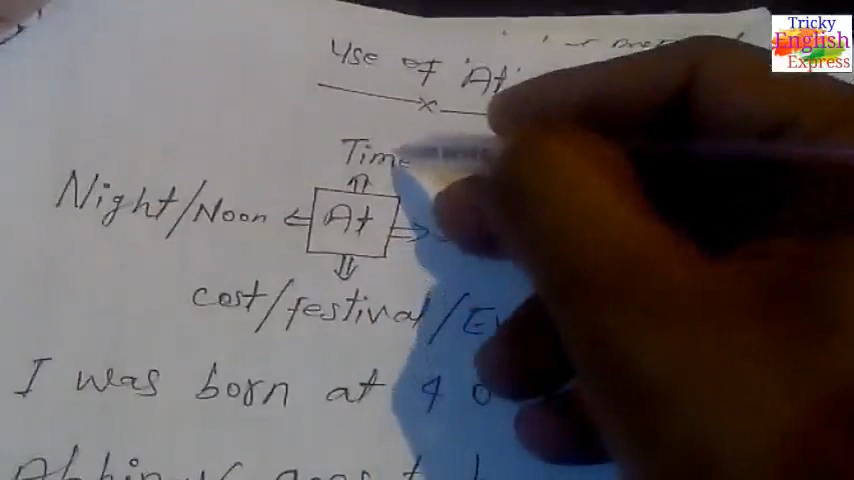 Tricky
English
Express
Use of 'At'
Time
Night/Noon
At
cost/festival/
I was born at 4